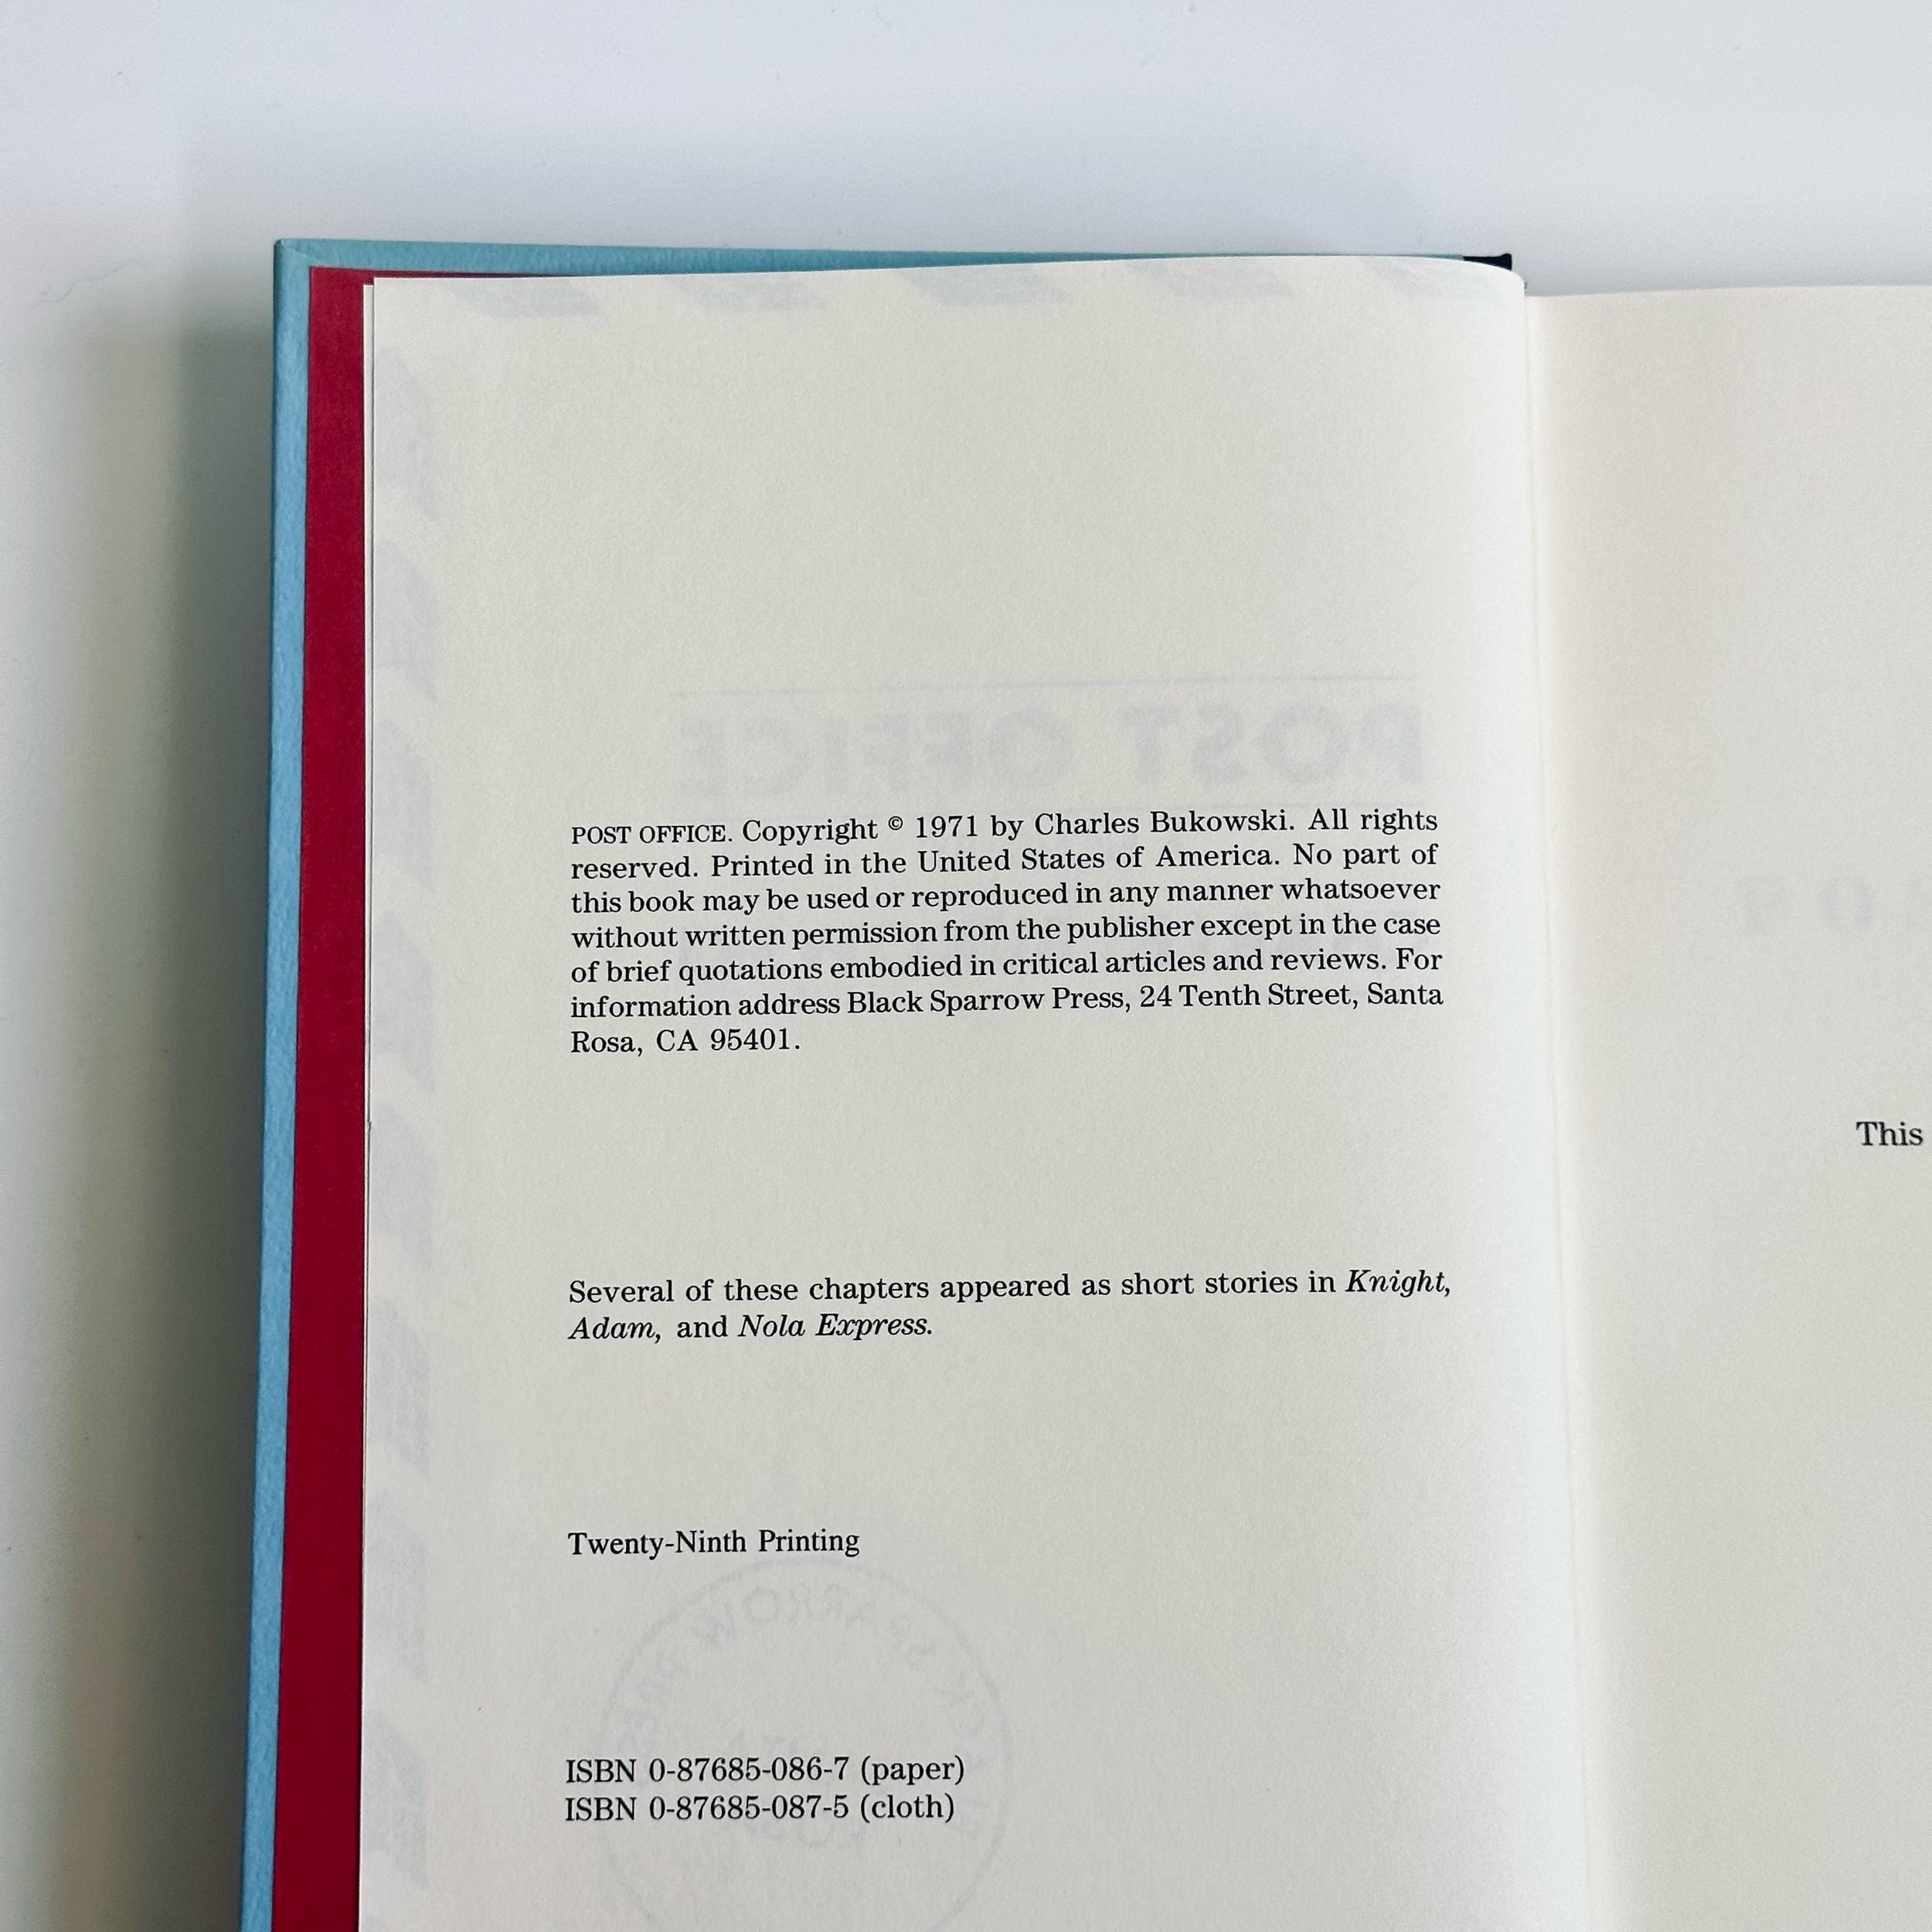 POST OFFICE
POST OFFICE. Copyright © 1971 by Charles Bukowski. All rights
reserved. Printed in the United States of America. No part of
this book may be used or reproduced in any manner whatsoever
without written permission from the publisher except in the case
of brief quotations embodied in critical articles and reviews. For
information address Black Sparrow Press, 24 Tenth Street, Santa
Rosa, CA 95401.
Several of these chapters appeared as short stories in Knight,
Adam, and Nola Express.
Twenty-Ninth Printing
SPARROW
ISBN 0-87685-086-7 (paper)
ISBN 0-87685-087-5 (cloth)
This